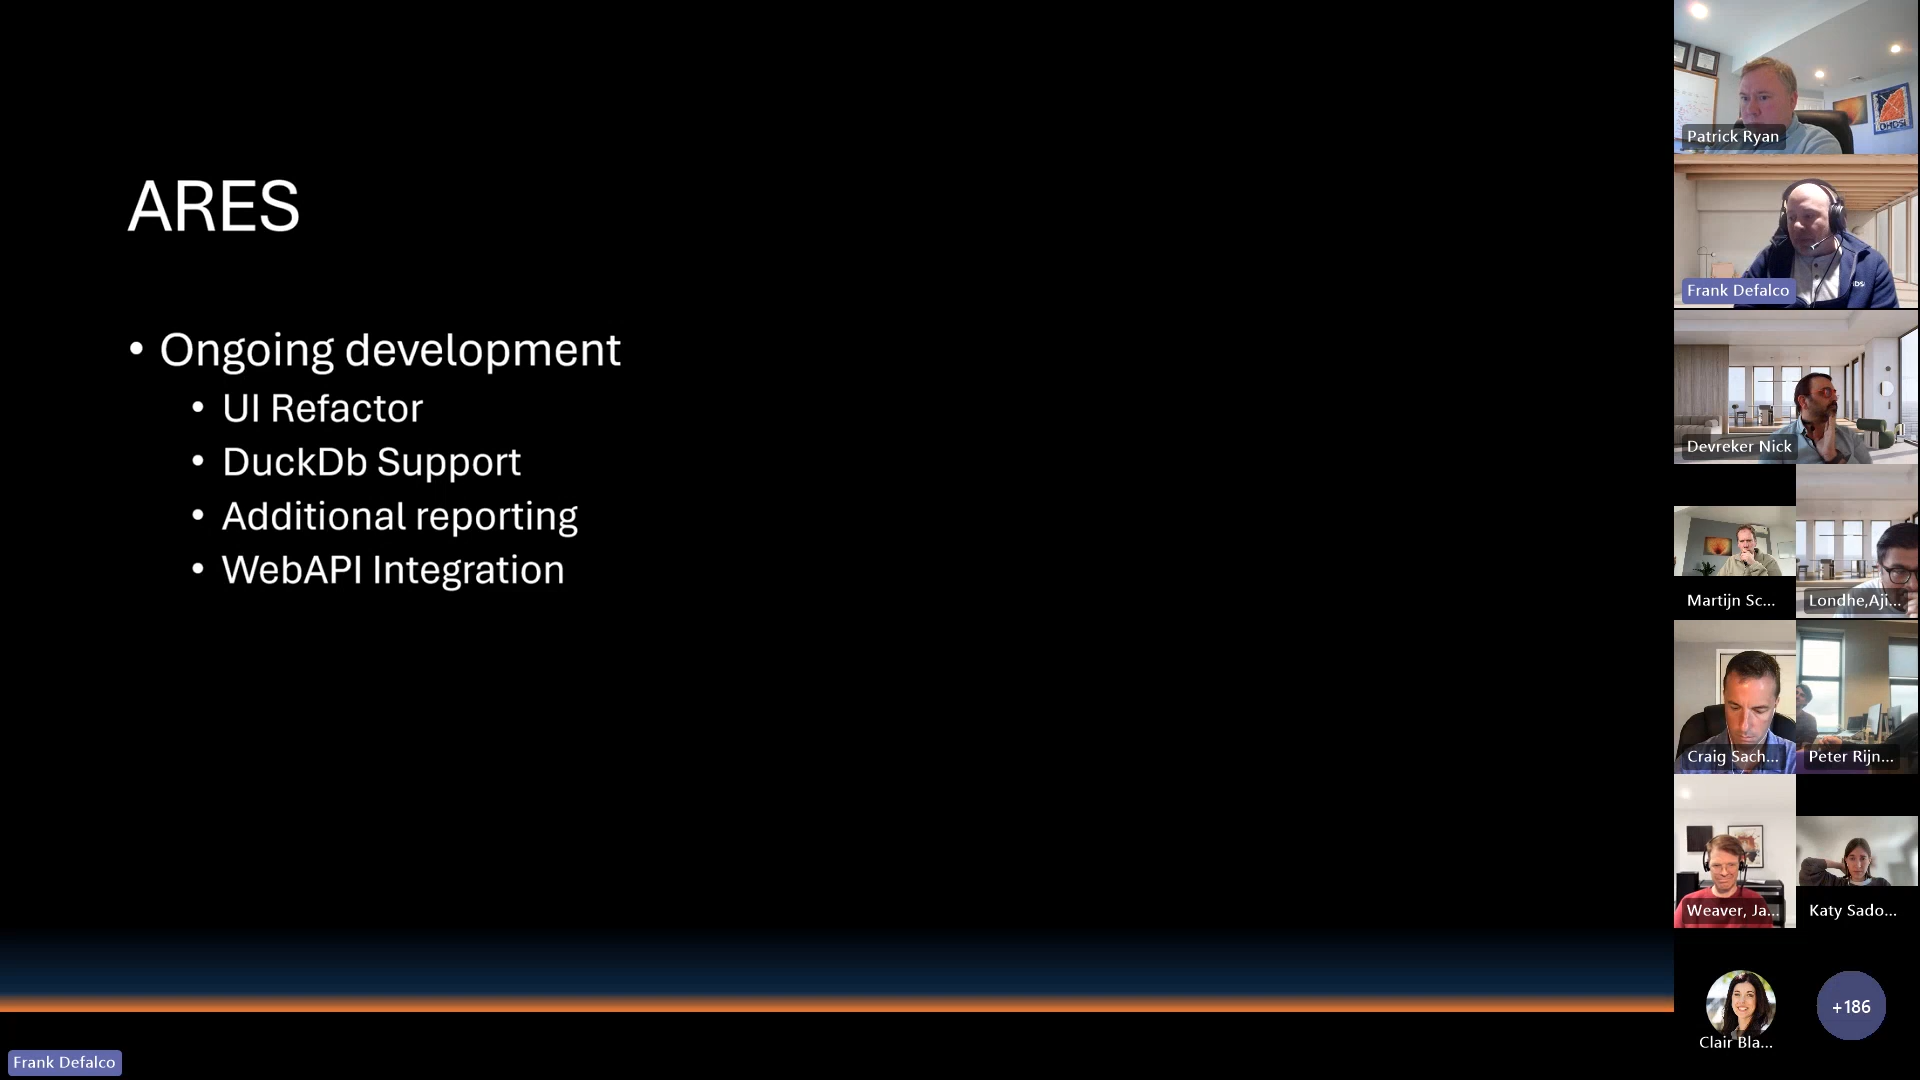 ARES
• Ongoing development
• UI Refactor
• DuckDb Support
• Additional reporting
• WebAPI Integration
Frank Defalco
Patrick Ryan
OHDSI
Frank Defalco
Devreker Nick
Martijn Sc...
Londhe,Aji...
Craig Sach...
Peter Rijn...
Weaver, Ja...
Katy Sado...
Clair Bla...
+186